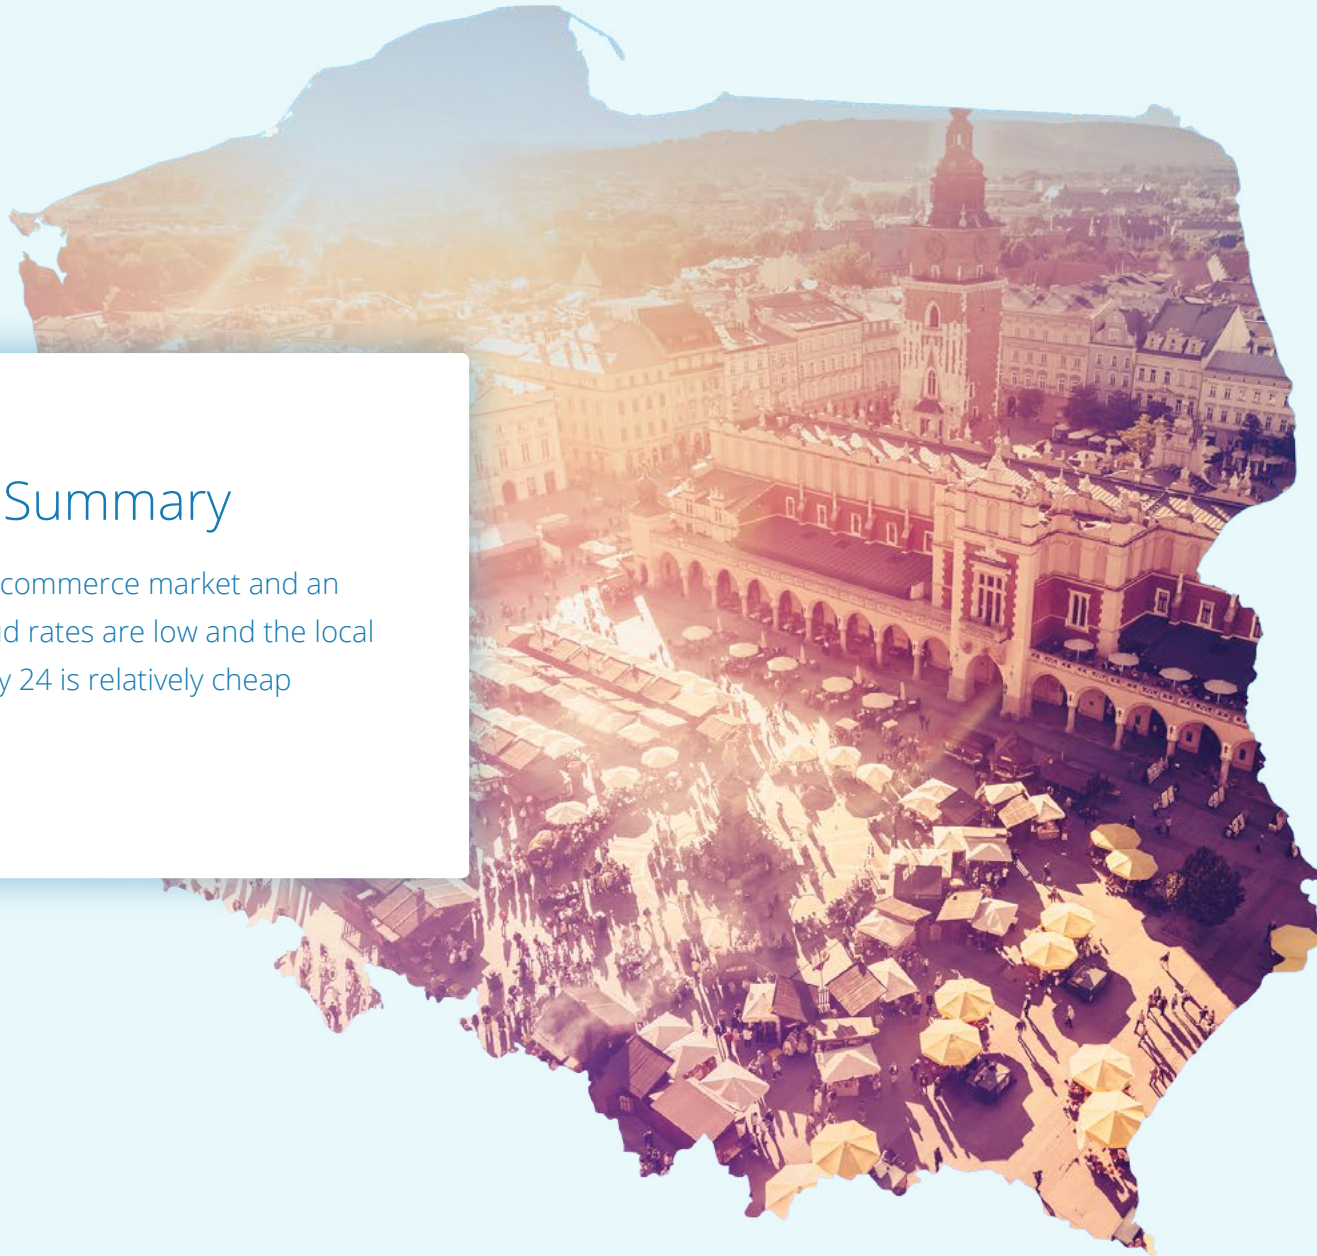 Summary
commerce market and an
d rates are low and the local
y 24 is relatively cheap